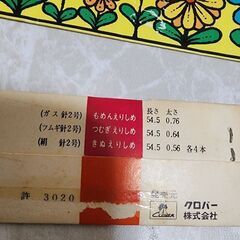 長さ 太さ
(ガス 針2号) もめんえりしめ 54.5 0.76
(ツムギ針2号) つむぎえりしめ 54.5 0.64
(絹 針2号) きぬえりしめ 54.5 0.56 各4本
許 3020 発売元 クロバー
株式会社
Clover